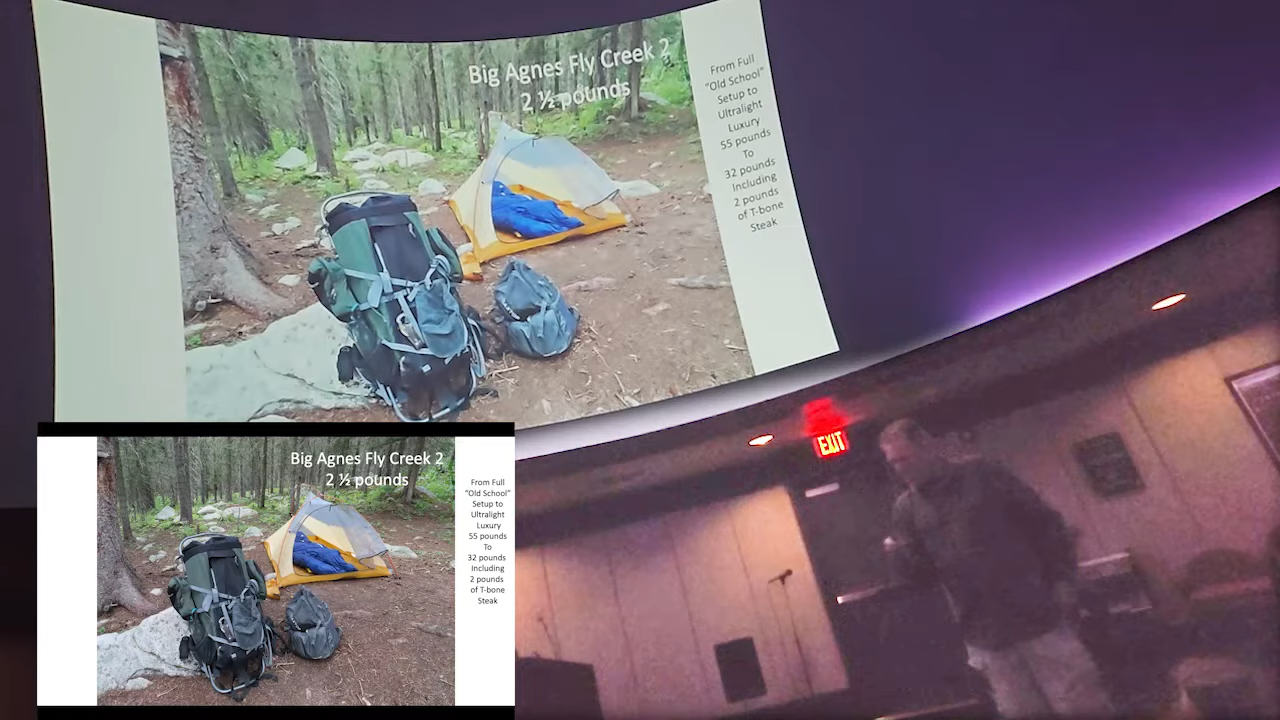 Big Agnes Fly Creek 2
2 ½ pounds
From Full
“Old School”
Setup to
Ultralight
Luxury
55 pounds
To
32 pounds
Including
2 pounds
of T-bone
Steak
EXIT
Big Agnes Fly Creek 2
2 ½ pounds
From Full
“Old School”
Setup to
Ultralight
Luxury
55 pounds
To
32 pounds
Including
2 pounds
of T-bone
Steak